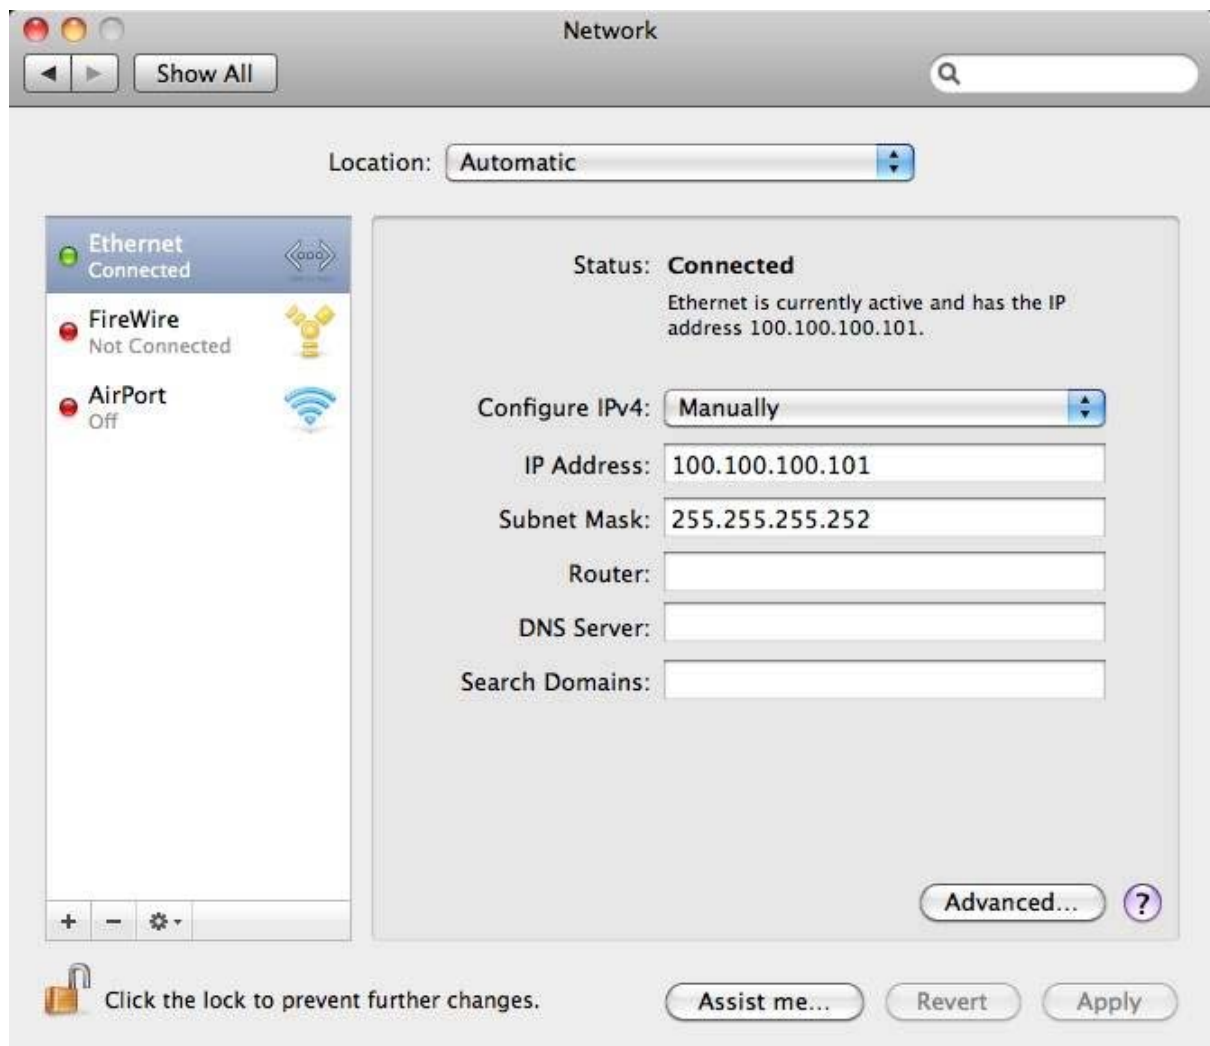 Network
Show All
Location: Automatic
Ethernet
Connected
FireWire
Not Connected
AirPort
Off
Status: Connected
Ethernet is currently active and has the IP
address 100.100.100.101.
Configure IPv4: Manually
IP Address: 100.100.100.101
Subnet Mask: 255.255.255.252
Router:
DNS Server:
Search Domains:
Advanced... ?
Click the lock to prevent further changes.
Assist me... Revert Apply